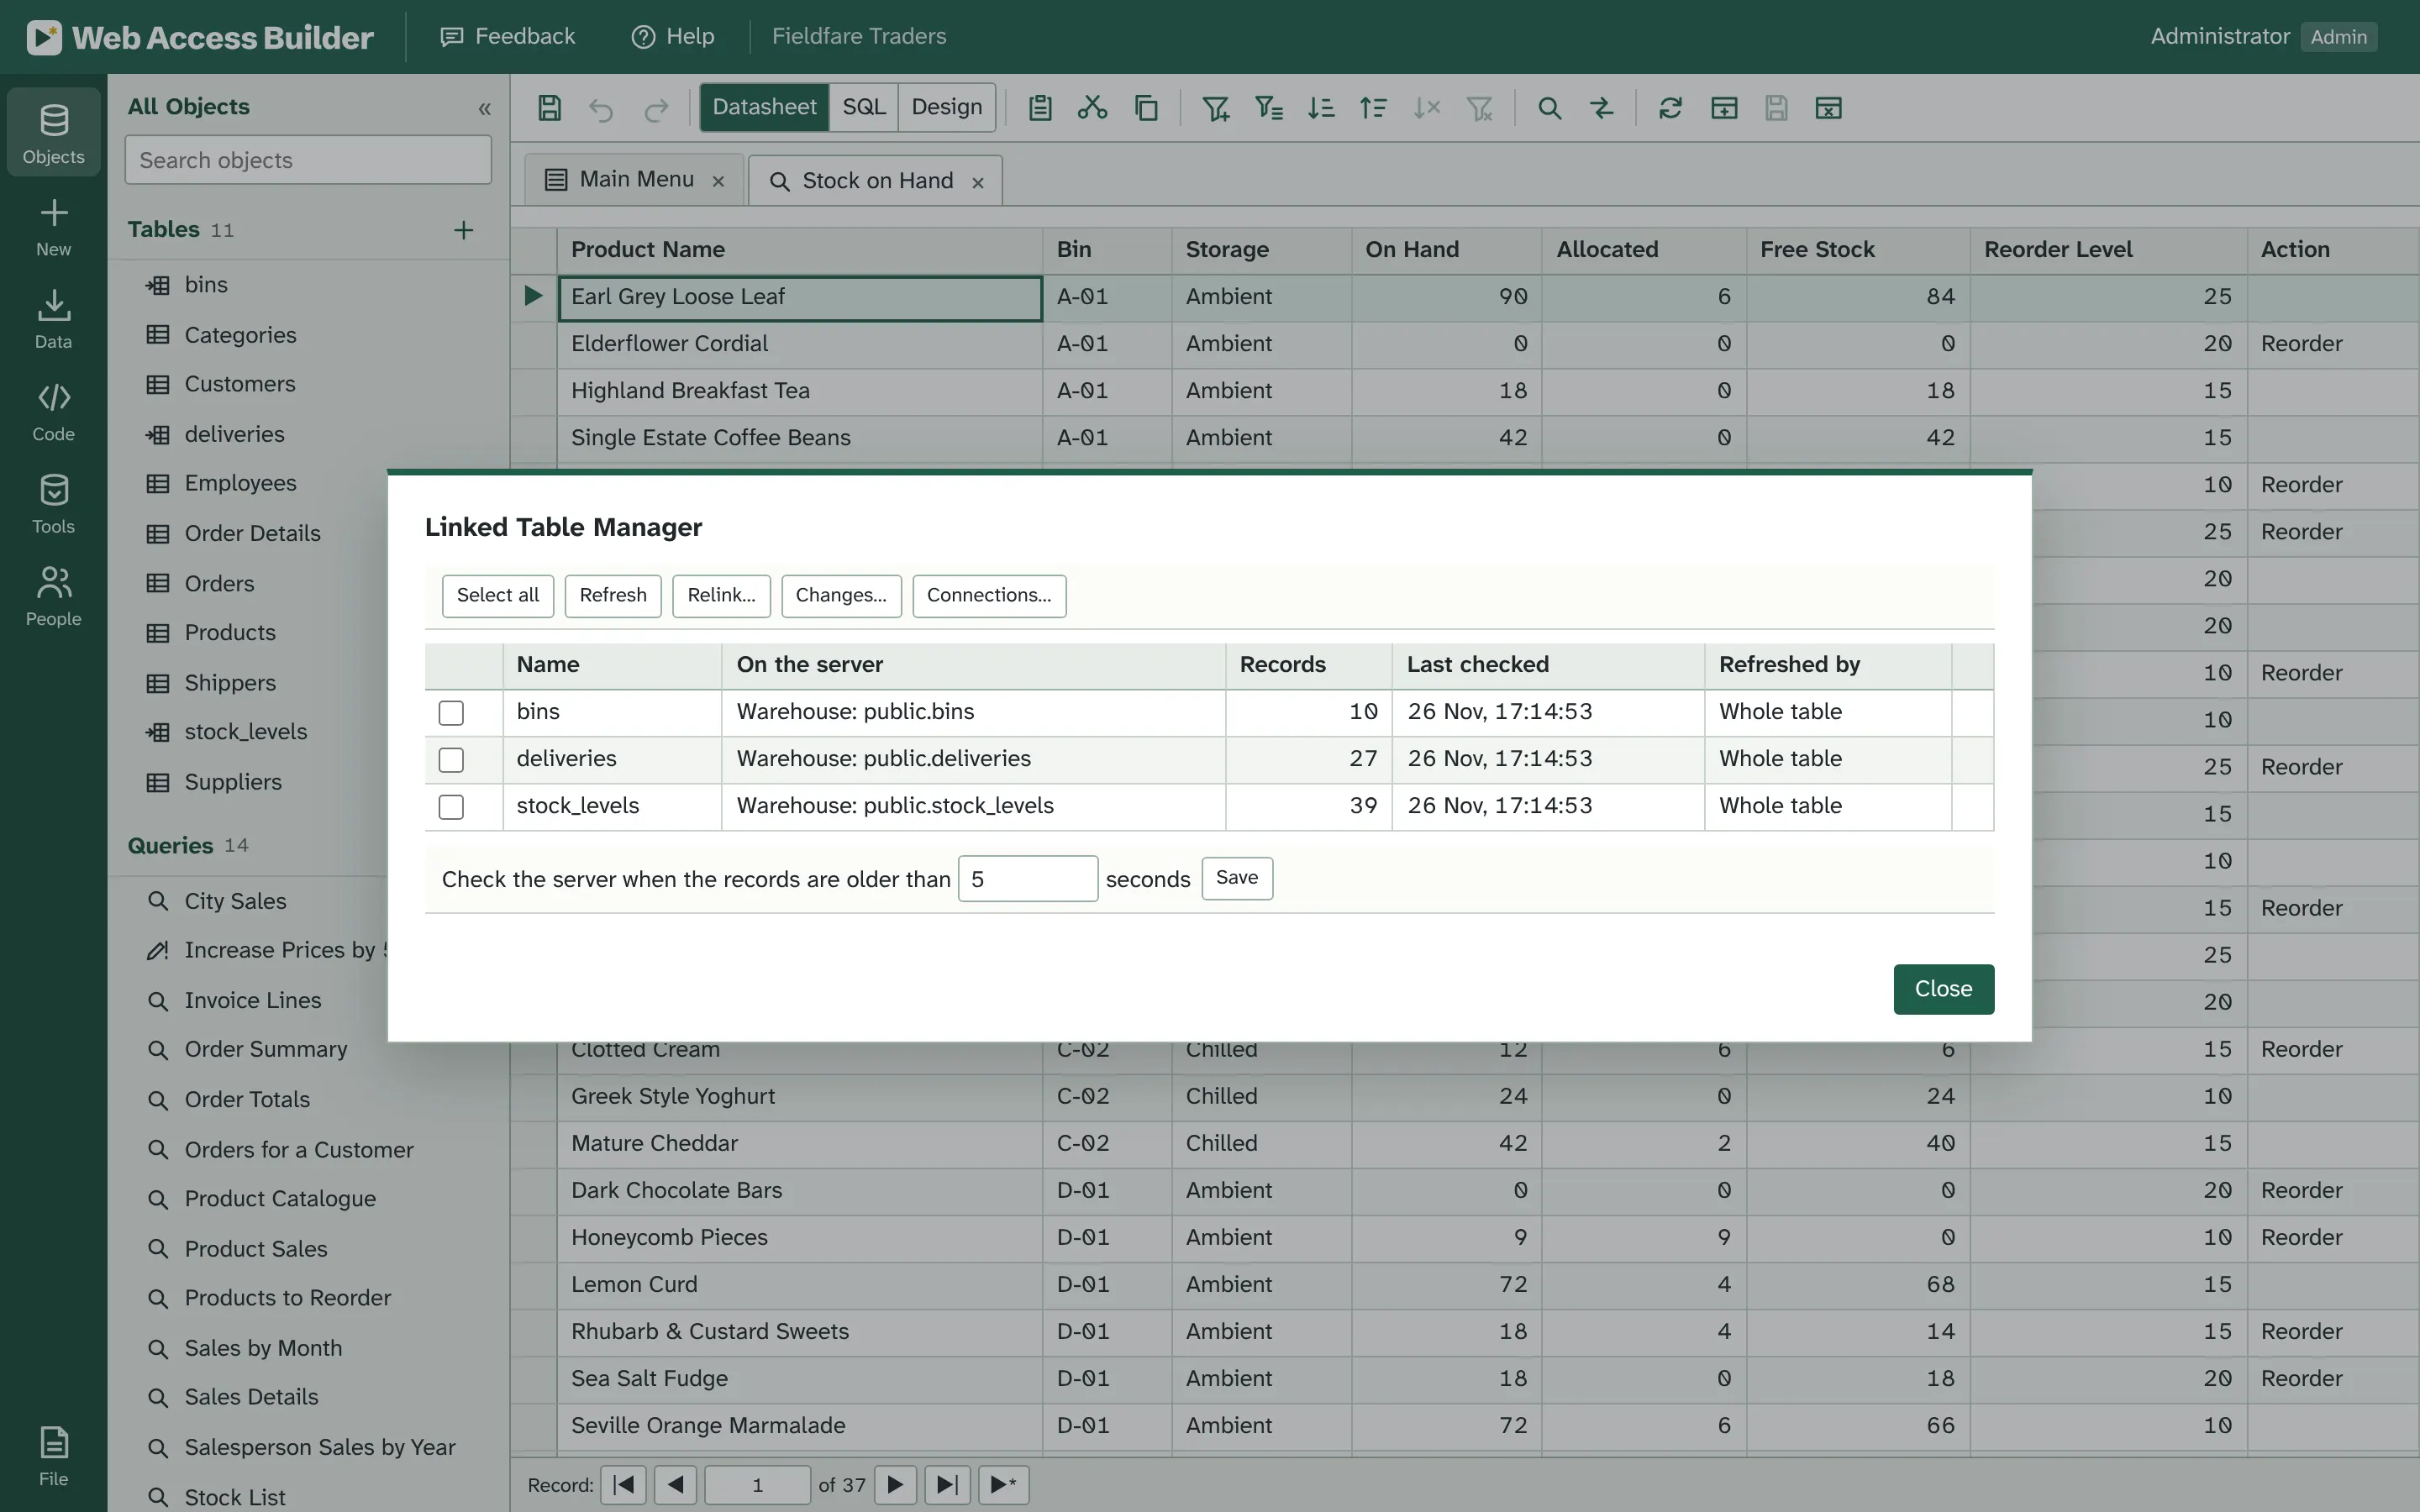 Web Access Builder
Feedback
Help
Fieldfare Traders
Administrator
Admin
Objects
New
Data
Code
Tools
People
File
All Objects
«
Search objects
Tables 11
bins
Categories
Customers
deliveries
Employees
Order Details
Orders
Products
Shippers
stock_levels
Suppliers
Queries 14
City Sales
Increase Prices by
Invoice Lines
Order Summary
Order Totals
Orders for a Customer
Product Catalogue
Product Sales
Products to Reorder
Sales by Month
Sales Details
Salesperson Sales by Year
Stock List
Datasheet SQL Design
Main Menu ×
Stock on Hand ×
Product Name Bin Storage On Hand Allocated Free Stock Reorder Level Action
Earl Grey Loose Leaf A-01 Ambient 90 6 84 25
Elderflower Cordial A-01 Ambient 0 0 0 20 Reorder
Highland Breakfast Tea A-01 Ambient 18 0 18 15
Single Estate Coffee Beans A-01 Ambient 42 0 42 15
10 Reorder
25 Reorder
20
20
10 Reorder
10
25 Reorder
15
10
15 Reorder
25
20
Clotted Cream C-02 Chilled 12 6 6 15 Reorder
Greek Style Yoghurt C-02 Chilled 24 0 24 10
Mature Cheddar C-02 Chilled 42 2 40 15
Dark Chocolate Bars D-01 Ambient 0 0 0 20 Reorder
Honeycomb Pieces D-01 Ambient 9 9 0 10 Reorder
Lemon Curd D-01 Ambient 72 4 68 15
Rhubarb & Custard Sweets D-01 Ambient 18 4 14 15 Reorder
Sea Salt Fudge D-01 Ambient 18 0 18 20 Reorder
Seville Orange Marmalade D-01 Ambient 72 6 66 10
Record: 1 of 37
Linked Table Manager
Select all Refresh Relink... Changes... Connections...
Name On the server Records Last checked Refreshed by
bins Warehouse: public.bins 10 26 Nov, 17:14:53 Whole table
deliveries Warehouse: public.deliveries 27 26 Nov, 17:14:53 Whole table
stock_levels Warehouse: public.stock_levels 39 26 Nov, 17:14:53 Whole table
Check the server when the records are older than 5 seconds Save
Close